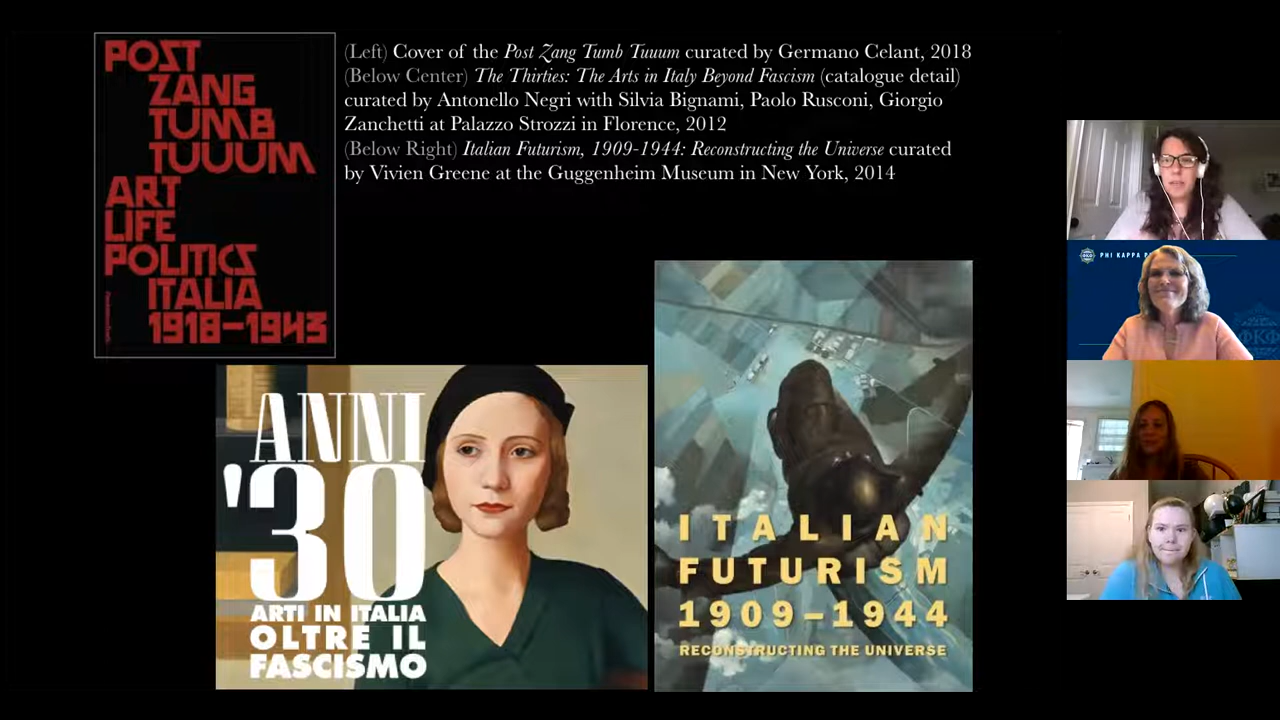 POST
ZANG
TUMB
TUUUM
ART
LIFE
POLITICS
ITALIA
1918–1943
(Left) Cover of the Post Zang Tumb Tuuum curated by Germano Celant, 2018
(Below Center) The Thirties: The Arts in Italy Beyond Fascism (catalogue detail)
curated by Antonello Negri with Silvia Bignami, Paolo Rusconi, Giorgio
Zanchetti at Palazzo Strozzi in Florence, 2012
(Below Right) Italian Futurism, 1909-1944: Reconstructing the Universe curated
by Vivien Greene at the Guggenheim Museum in New York, 2014
ANNI
'30
ARTI IN ITALIA
OLTRE IL
FASCISMO
ITALIAN
FUTURISM
1909–1944
RECONSTRUCTING THE UNIVERSE
PHI KAPPA P
ΦΚΦ